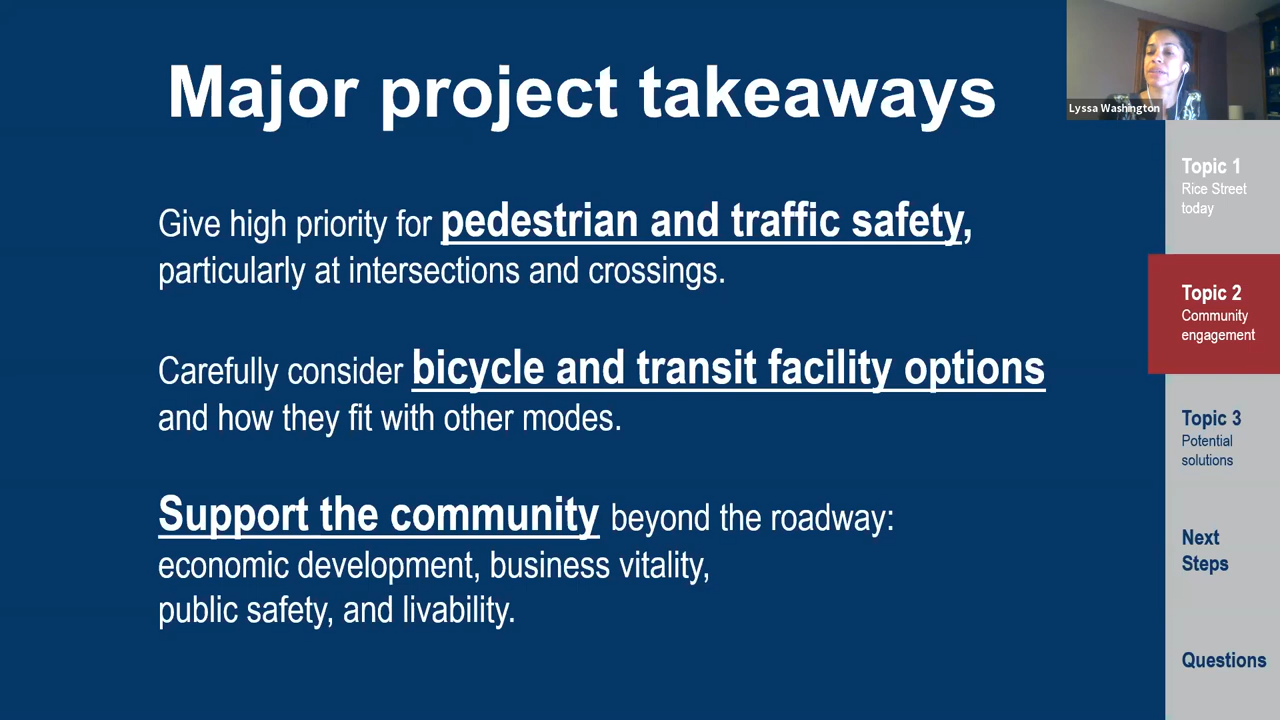 Major project takeaways
Give high priority for pedestrian and traffic safety,
particularly at intersections and crossings.
Carefully consider bicycle and transit facility options
and how they fit with other modes.
Support the community beyond the roadway:
economic development, business vitality,
public safety, and livability.
Lyssa Washington
Topic 1
Rice Street
today
Topic 2
Community
engagement
Topic 3
Potential
solutions
Next
Steps
Questions